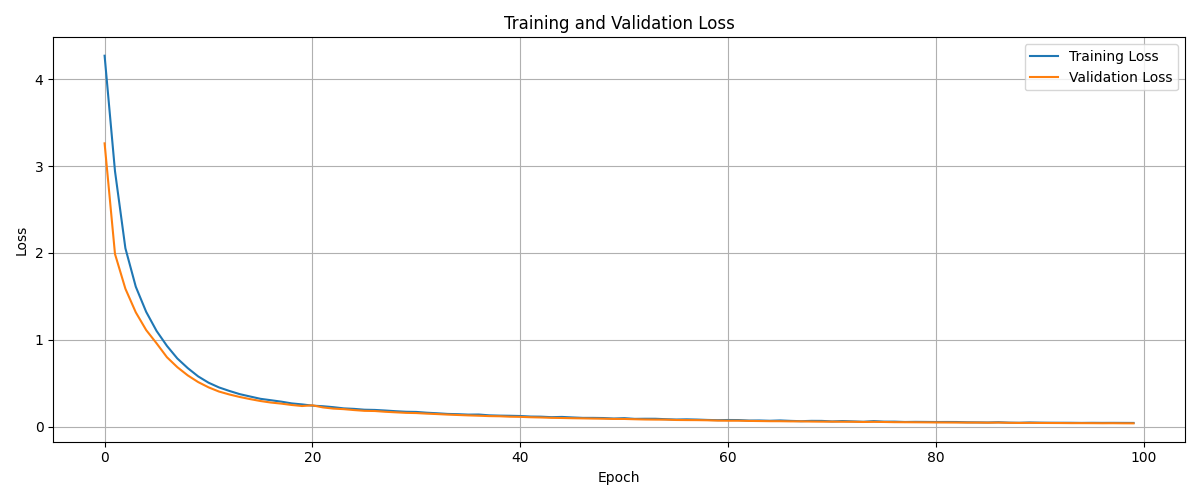 Training and Validation Loss
Training Loss
Validation Loss
Loss
4
3
2
1
0
0 20 40 60 80 100
Epoch